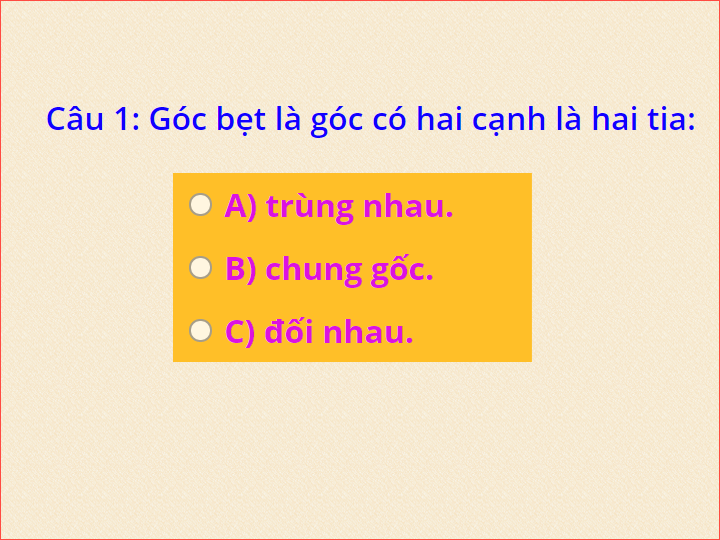 Câu 1: Góc bẹt là góc có hai cạnh là hai tia:
A) trùng nhau.
B) chung gốc.
C) đối nhau.